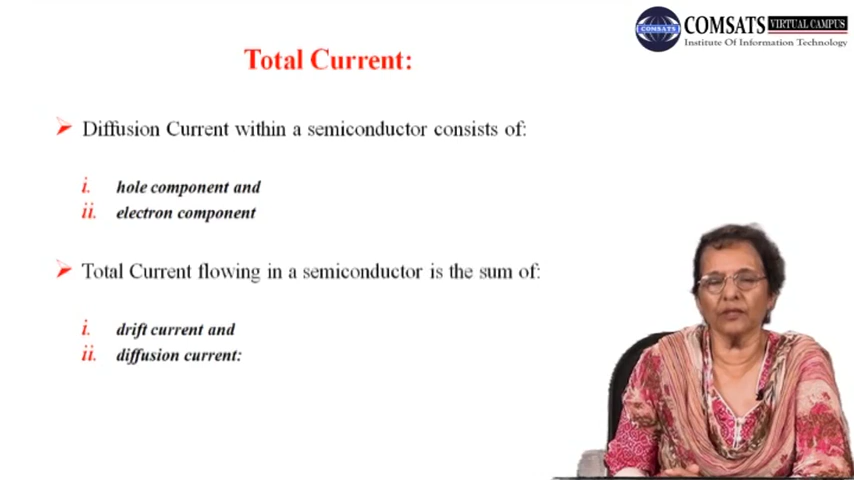 COMSATS VIRTUAL CAMPUS
COMSATS
Institute Of Information Technology
Total Current:
➢ Diffusion Current within a semiconductor consists of:
i. hole component and
ii. electron component
➢ Total Current flowing in a semiconductor is the sum of:
i. drift current and
ii. diffusion current: